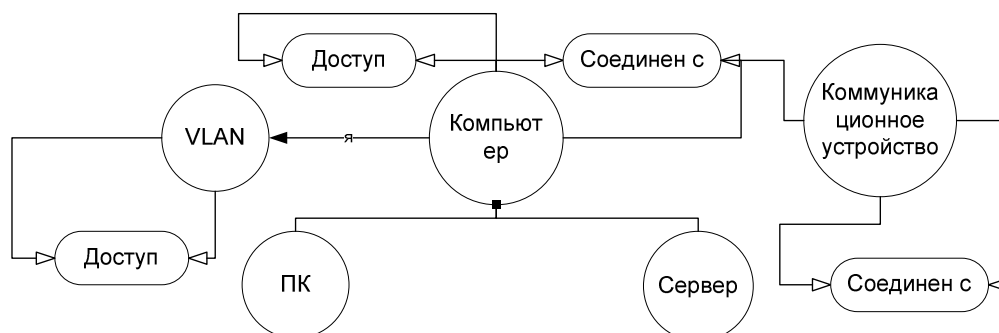 Доступ
Соединен с
Коммуника
ционное
устройство
VLAN
я
Компьют
ер
Доступ
ПК
Сервер
Соединен с